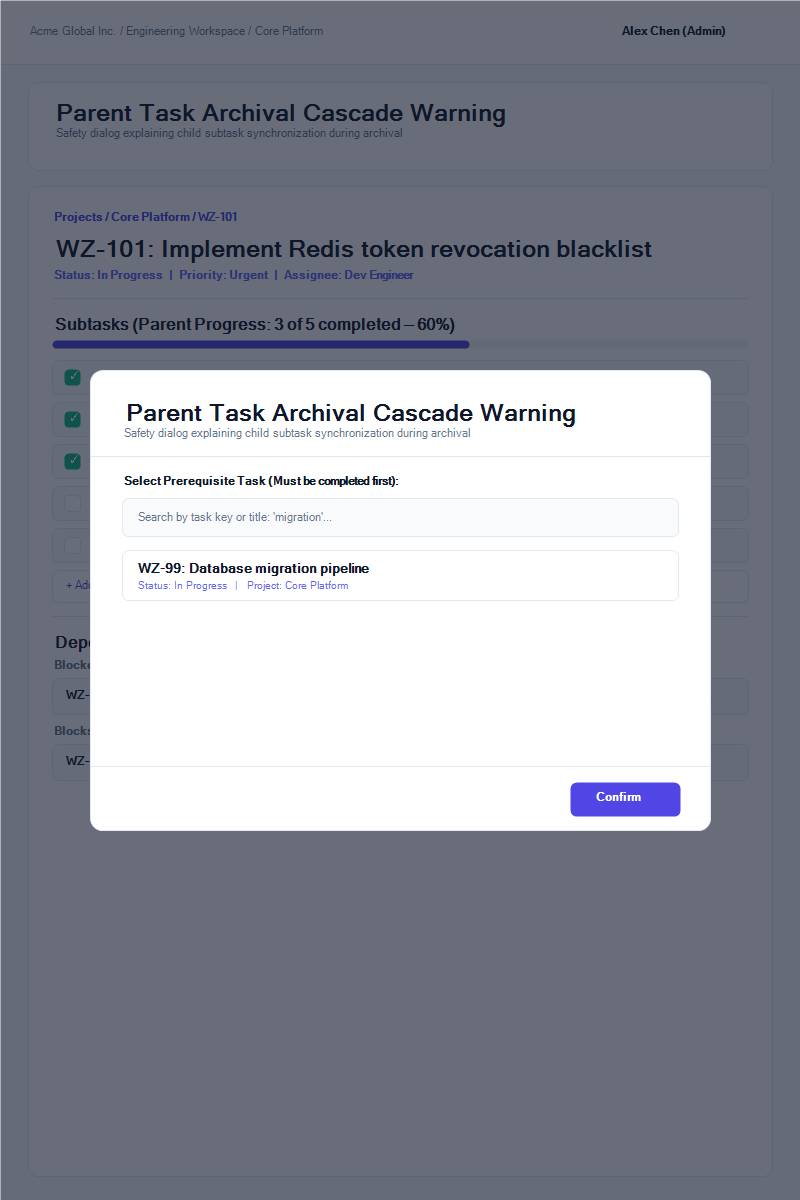 Acme Global Inc. / Engineering Workspace / Core Platform
Alex Chen (Admin)
Parent Task Archival Cascade Warning
Safety dialog explaining child subtask synchronization during archival
Projects / Core Platform / WZ-101
WZ-101: Implement Redis token revocation blacklist
Status: In Progress | Priority: Urgent | Assignee: Dev Engineer
Subtasks (Parent Progress: 3 of 5 completed – 60%)
Parent Task Archival Cascade Warning
Safety dialog explaining child subtask synchronization during archival
Select Prerequisite Task (Must be completed first):
Search by task key or title: 'migration'...
WZ-99: Database migration pipeline
Status: In Progress | Project: Core Platform
Confirm
+ Add
WZ-
Blocks
WZ-